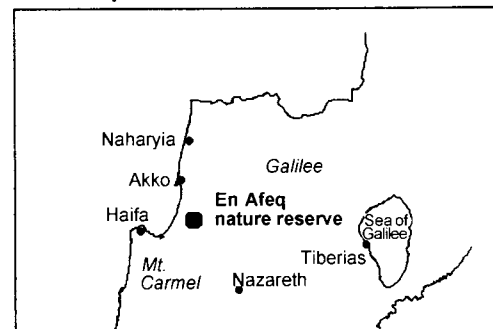 Naharyia
Galilee
Akko
En Afeq
nature reserve
Haifa
Sea of
Galilee
Tiberias
Mt.
Carmel
Nazareth